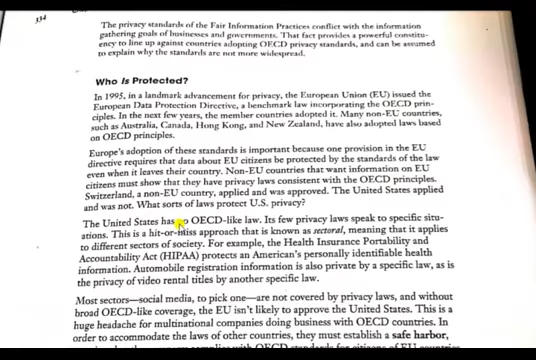 334
The privacy standards of the Fair Information Practices conflict with the information
gathering goals of businesses and governments. That fact provides a powerful constitu-
ency to line up against countries adopting OECD privacy standards, and can be assumed
to explain why the standards are not more widespread.
Who Is Protected?
In 1995, in a landmark advancement for privacy, the European Union (EU) issued the
European Data Protection Directive, a benchmark law incorporating the OECD prin-
ciples. In the next few years, the member countries adopted it. Many non-EU countries,
such as Australia, Canada, Hong Kong, and New Zealand, have also adopted laws based
on OECD principles.
Europe's adoption of these standards is important because one provision in the EU
directive requires that data about EU citizens be protected by the standards of the law
even when it leaves their country. Non-EU countries that want information on EU
citizens must show that they have privacy laws consistent with the OECD principles.
Switzerland, a non-EU country, applied and was approved. The United States applied
and was not. What sorts of laws protect U.S. privacy?
The United States has no OECD-like law. Its few privacy laws speak to specific situ-
ations. This is a hit-or-miss approach that is known as sectoral, meaning that it applies
to different sectors of society. For example, the Health Insurance Portability and
Accountability Act (HIPAA) protects an American's personally identifiable health
information. Automobile registration information is also private by a specific law, as is
the privacy of video rental titles by another specific law.
Most sectors—social media, to pick one—are not covered by privacy laws, and without
broad OECD-like coverage, the EU isn't likely to approve the United States. This is a
huge headache for multinational companies doing business with OECD countries. In
order to accommodate the laws of other countries, they must establish a safe harbor,